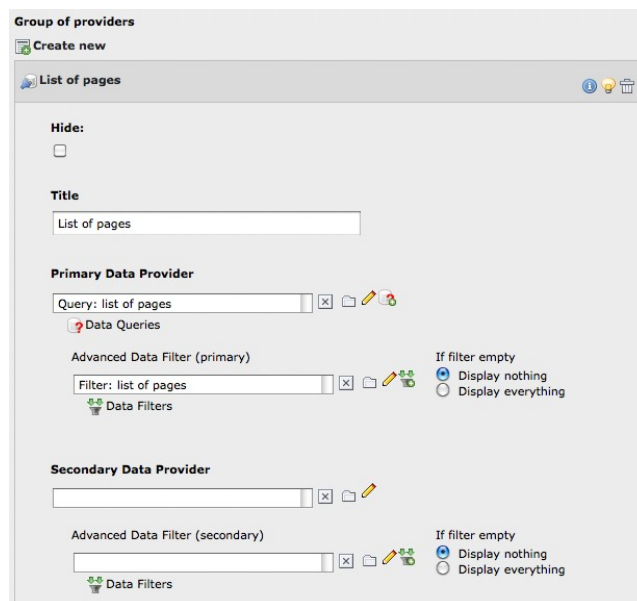 Group of providers
Create new
List of pages
Hide:
Title
List of pages
Primary Data Provider
Query: list of pages
Data Queries
Advanced Data Filter (primary)
If filter empty
Filter: list of pages
Display nothing
Display everything
Data Filters
Secondary Data Provider
Advanced Data Filter (secondary)
If filter empty
Display nothing
Display everything
Data Filters